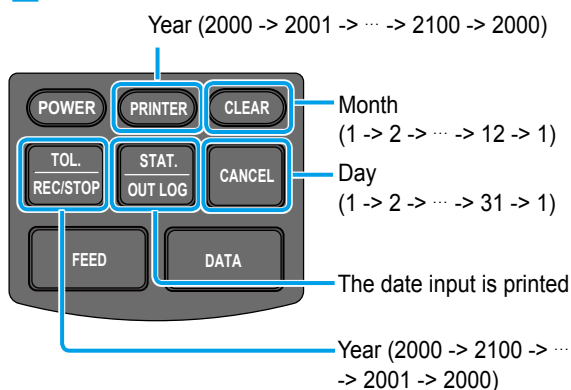 Year (2000 -> 2001 -> ··· -> 2100 -> 2000)
POWER
PRINTER
CLEAR
Month
(1 -> 2 -> ··· -> 12 -> 1)
TOL.
REC/STOP
STAT.
OUT LOG
CANCEL
Day
(1 -> 2 -> ··· -> 31 -> 1)
FEED
DATA
The date input is printed
Year (2000 -> 2100 -> ···
-> 2001 -> 2000)